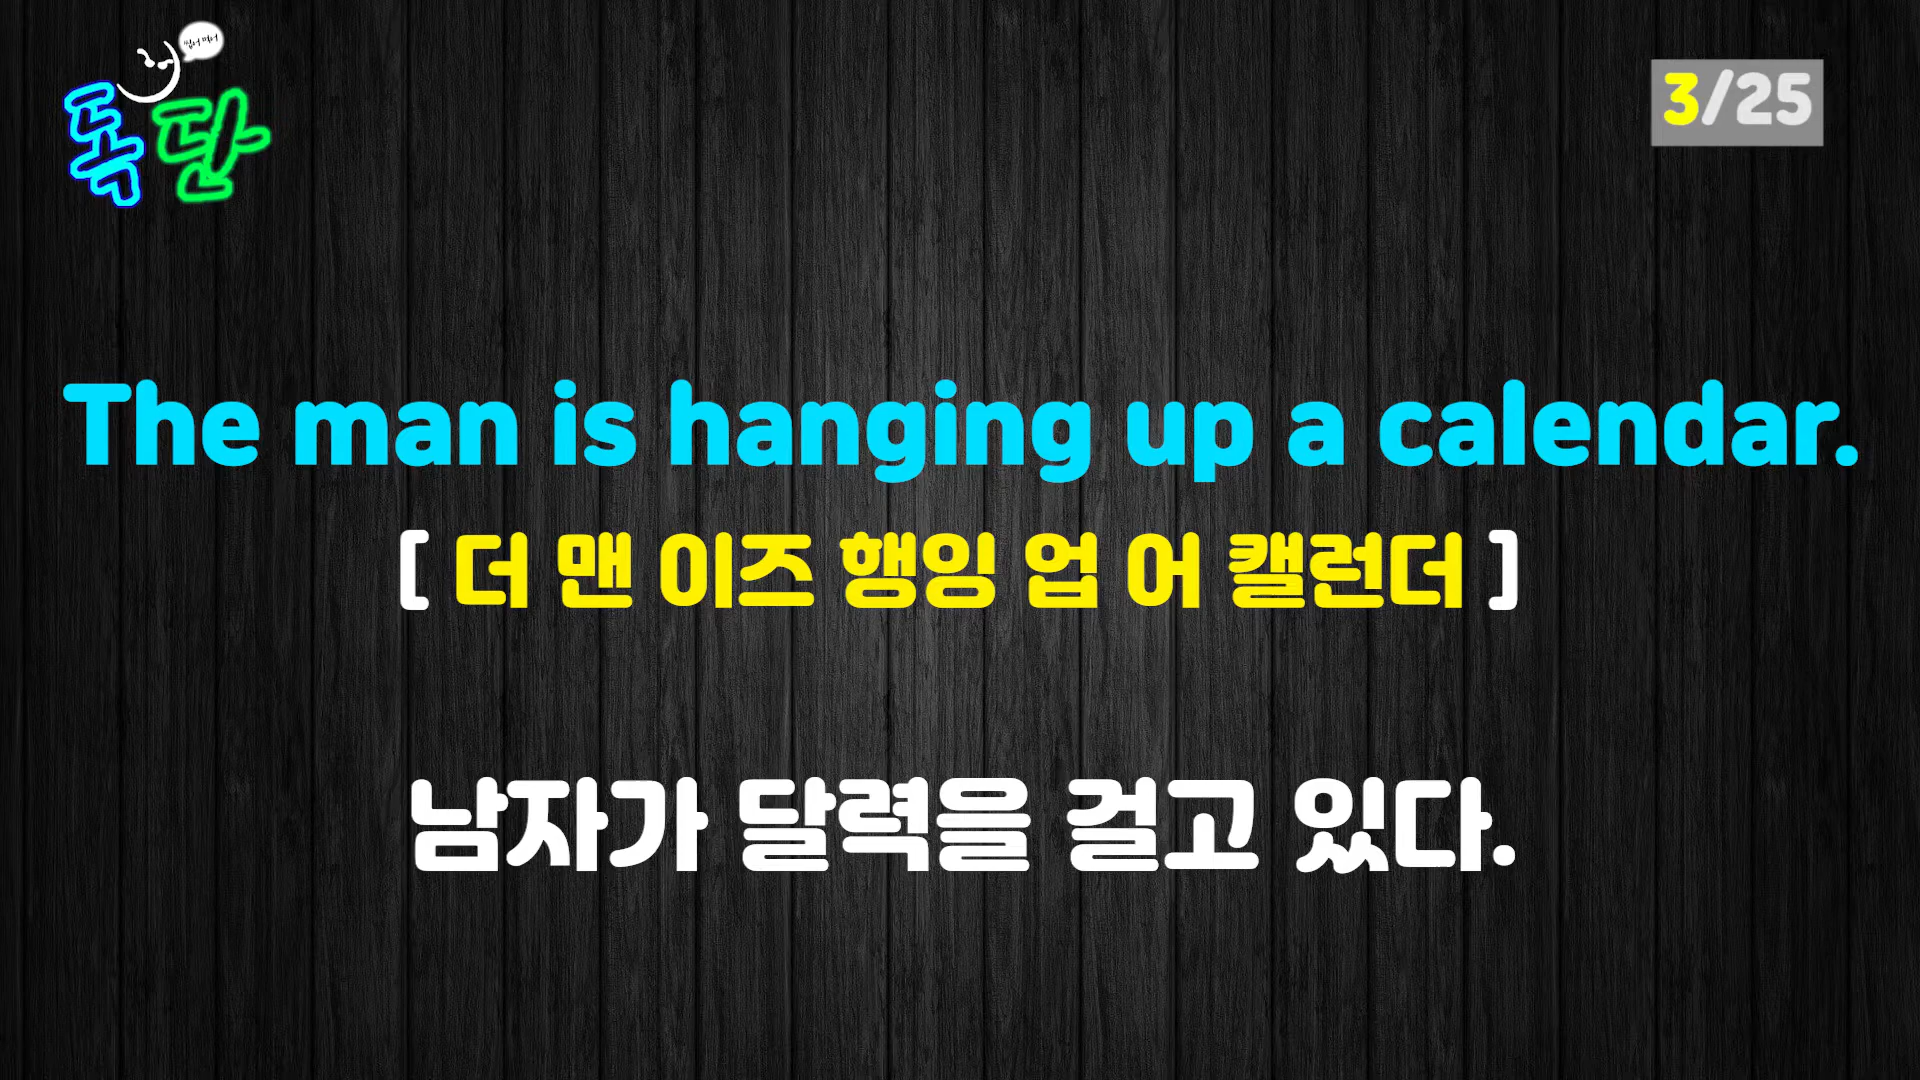 독단
3/25
The man is hanging up a calendar.
[ 더 맨 이즈 행잉 업 어 캘런더 ]
남자가 달력을 걸고 있다.